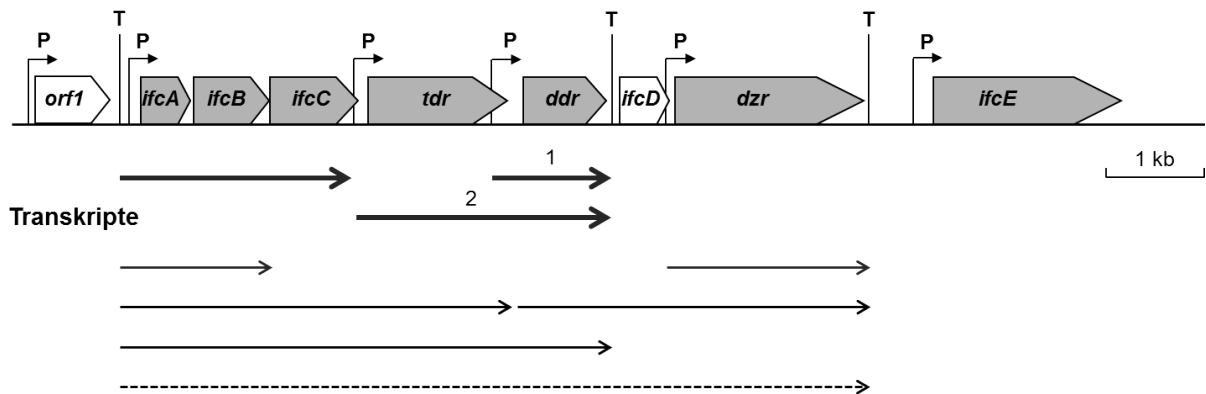 T T T
P P P P P P
orf1 ifcA ifcB ifcC tdr ddr ifcD dzr ifcE
1 1 kb
2
Transkripte